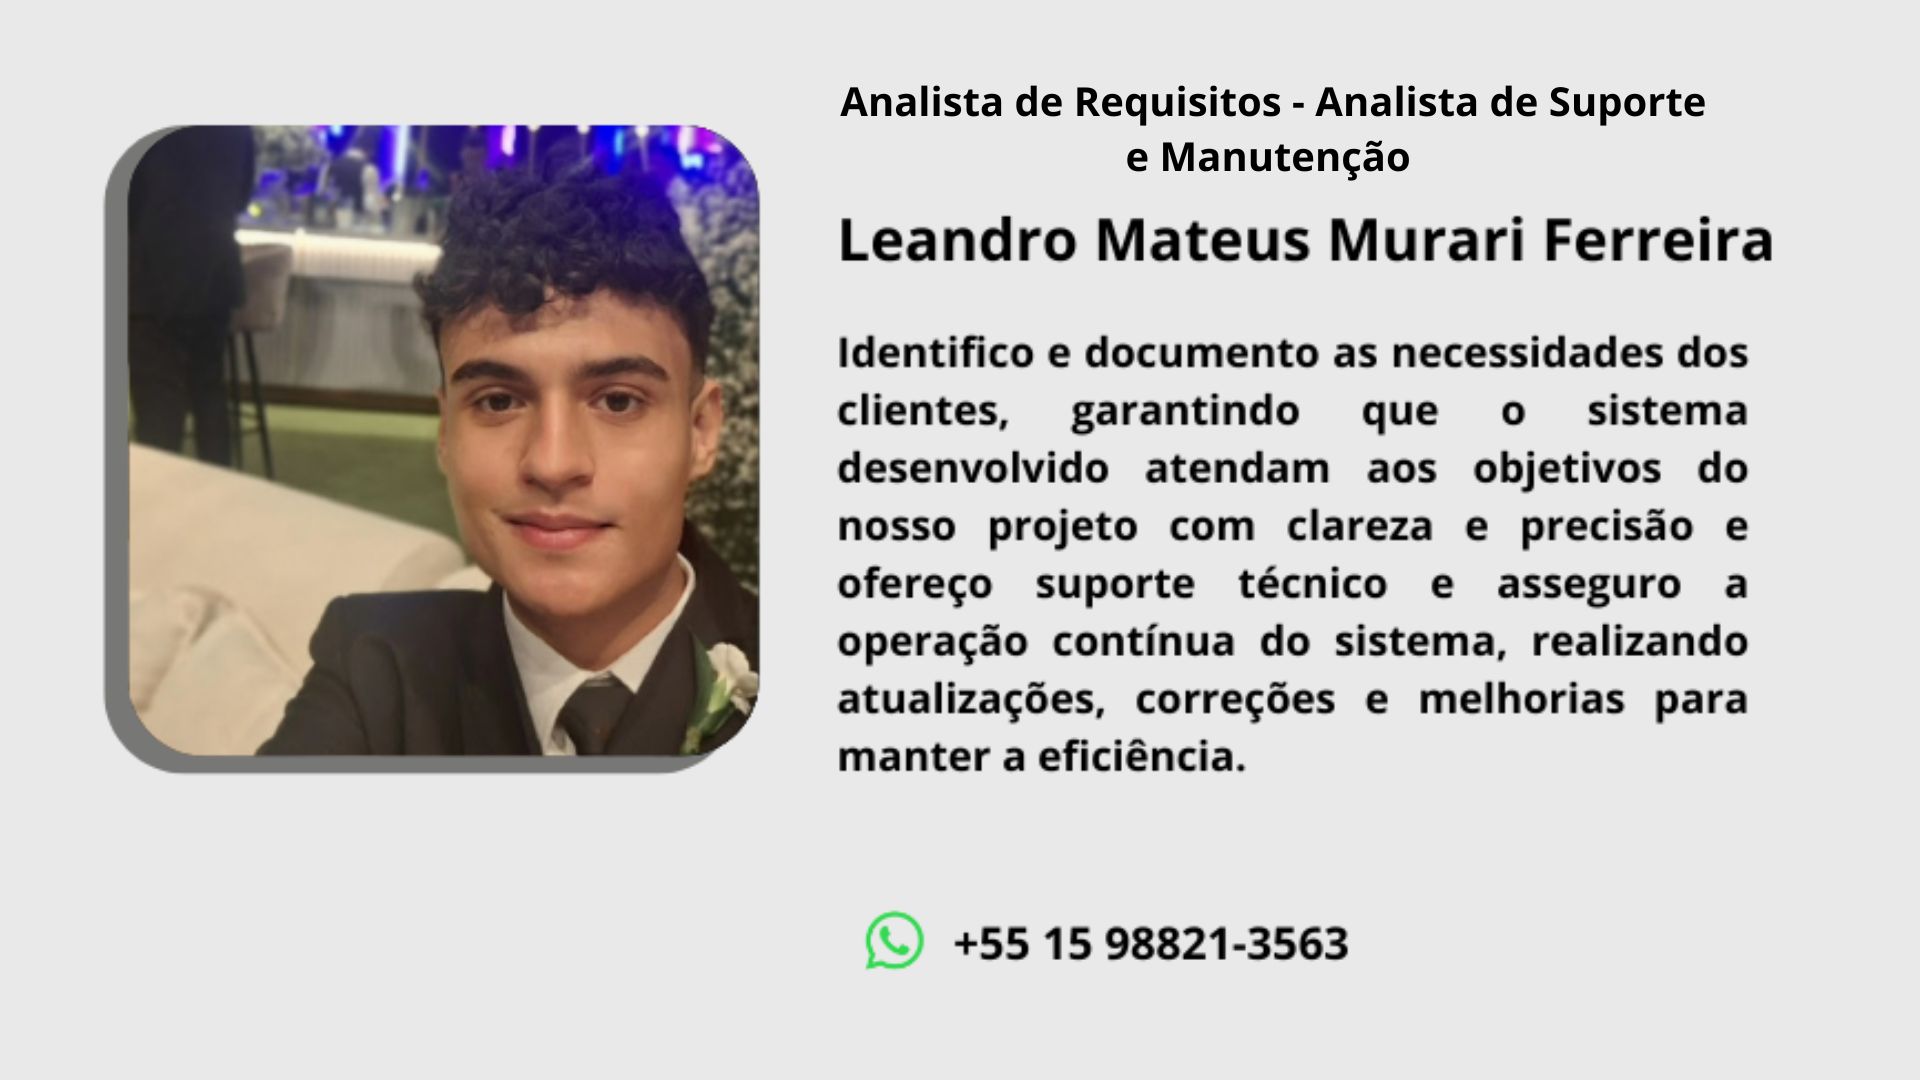 Analista de Requisitos - Analista de Suporte
e Manutenção
Leandro Mateus Murari Ferreira
Identifico e documento as necessidades dos
clientes, garantindo que o sistema
desenvolvido atendam aos objetivos do
nosso projeto com clareza e precisão e
ofereço suporte técnico e asseguro a
operação contínua do sistema, realizando
atualizações, correções e melhorias para
manter a eficiência.
+55 15 98821-3563